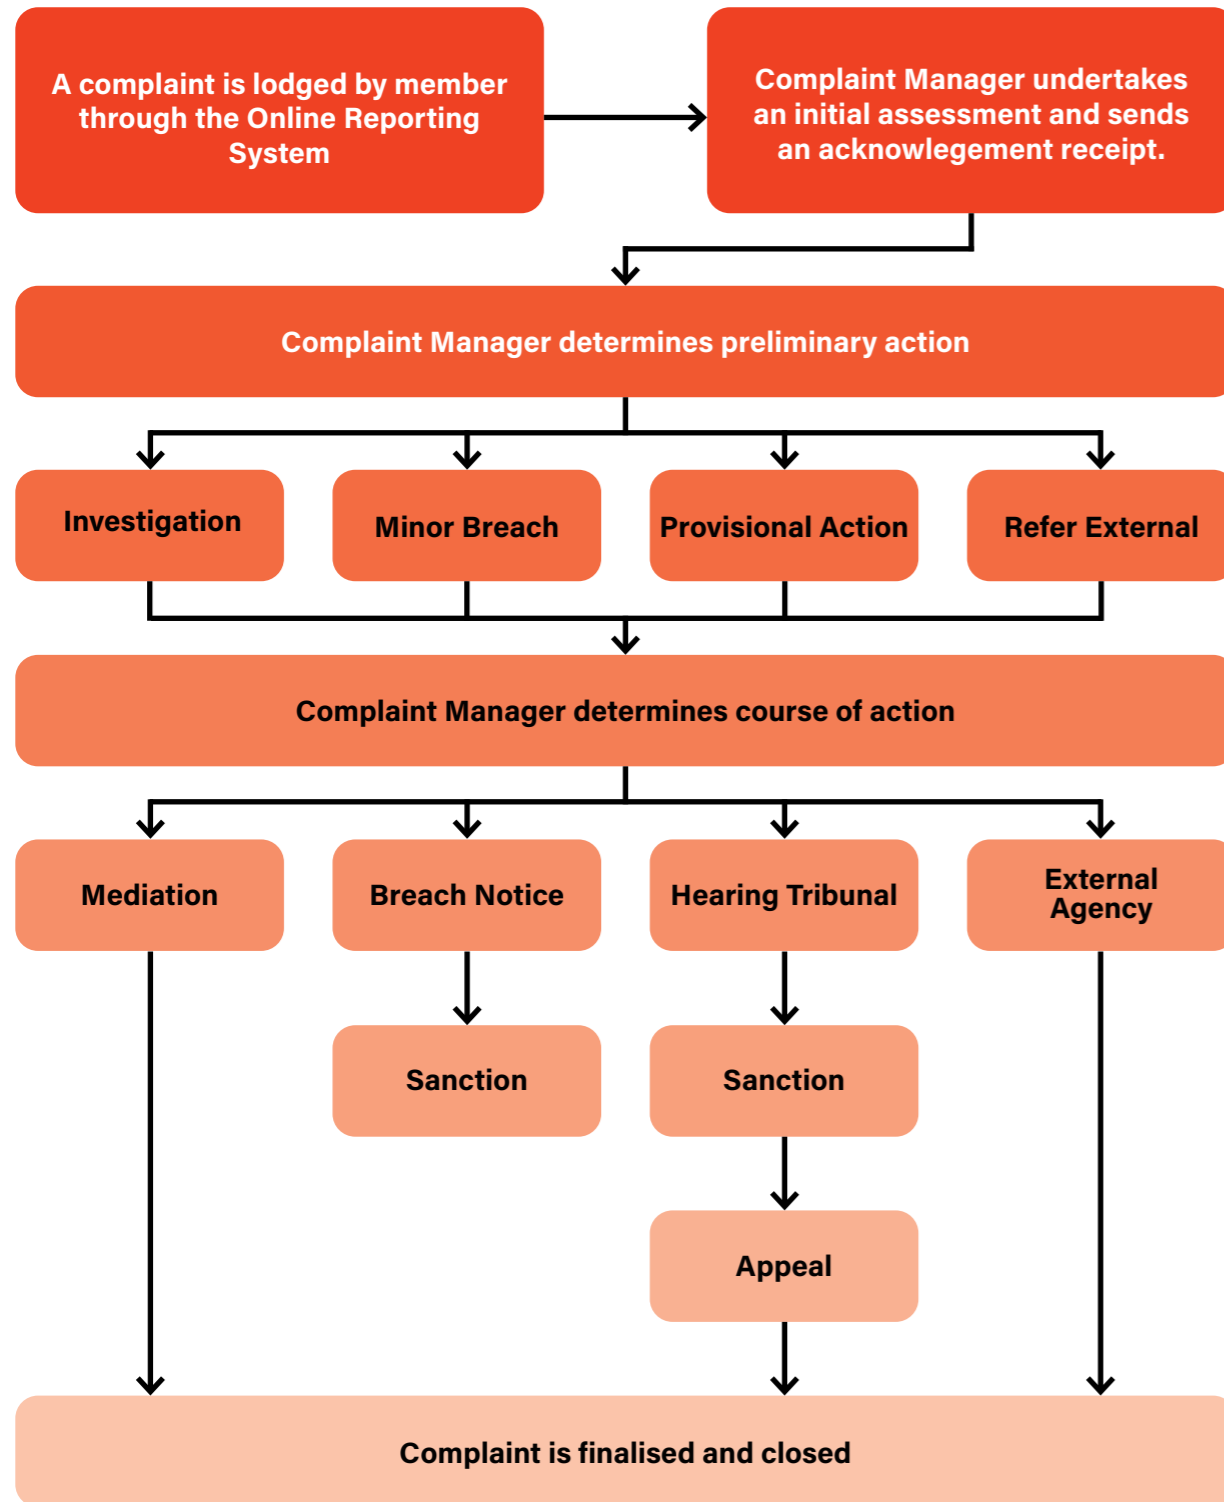 A complaint is lodged by member
through the Online Reporting
System
Complaint Manager undertakes
an initial assessment and sends
an acknowlegement receipt.
Complaint Manager determines preliminary action
Investigation
Minor Breach
Provisional Action
Refer External
Complaint Manager determines course of action
Mediation
Breach Notice
Hearing Tribunal
External
Agency
Sanction
Sanction
Appeal
Complaint is finalised and closed